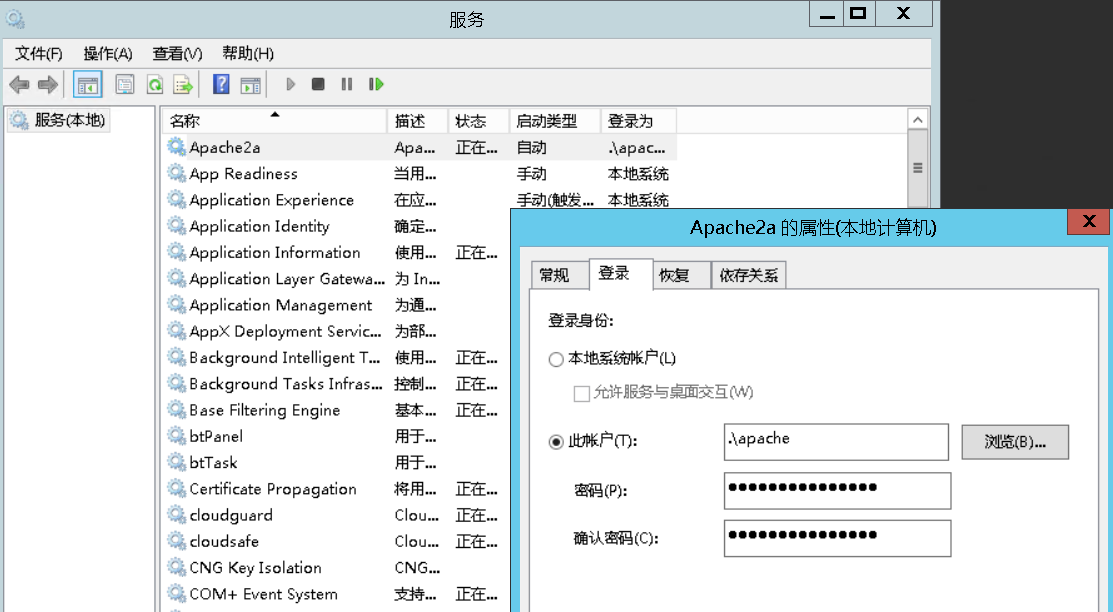 服务
文件(F) 操作(A) 查看(V) 帮助(H)
服务(本地)
名称 描述 状态 启动类型 登录为
Apache2a Apa... 正在... 自动 .\apac...
App Readiness 当用... 手动 本地系统
Application Experience 在应... 手动(触发... 本地系统
Application Identity 确定...
Application Information 使用... 正在...
Application Layer Gatewa... 为 In...
Application Management 为通...
AppX Deployment Servic... 为部...
Background Intelligent T... 使用... 正在...
Background Tasks Infras... 控制... 正在...
Base Filtering Engine 基本... 正在...
btPanel 用于...
btTask 用于...
Certificate Propagation 将用... 正在...
cloudguard Clou... 正在...
cloudsafe Clou... 正在...
CNG Key Isolation CNG...
COM+ Event System 支持... 正在...
Apache2a 的属性(本地计算机)
常规 登录 恢复 依存关系
登录身份:
本地系统帐户(L)
允许服务与桌面交互(W)
此帐户(T): .\apache 浏览(B)...
密码(P): ●●●●●●●●●●●●●●●
确认密码(C): ●●●●●●●●●●●●●●●